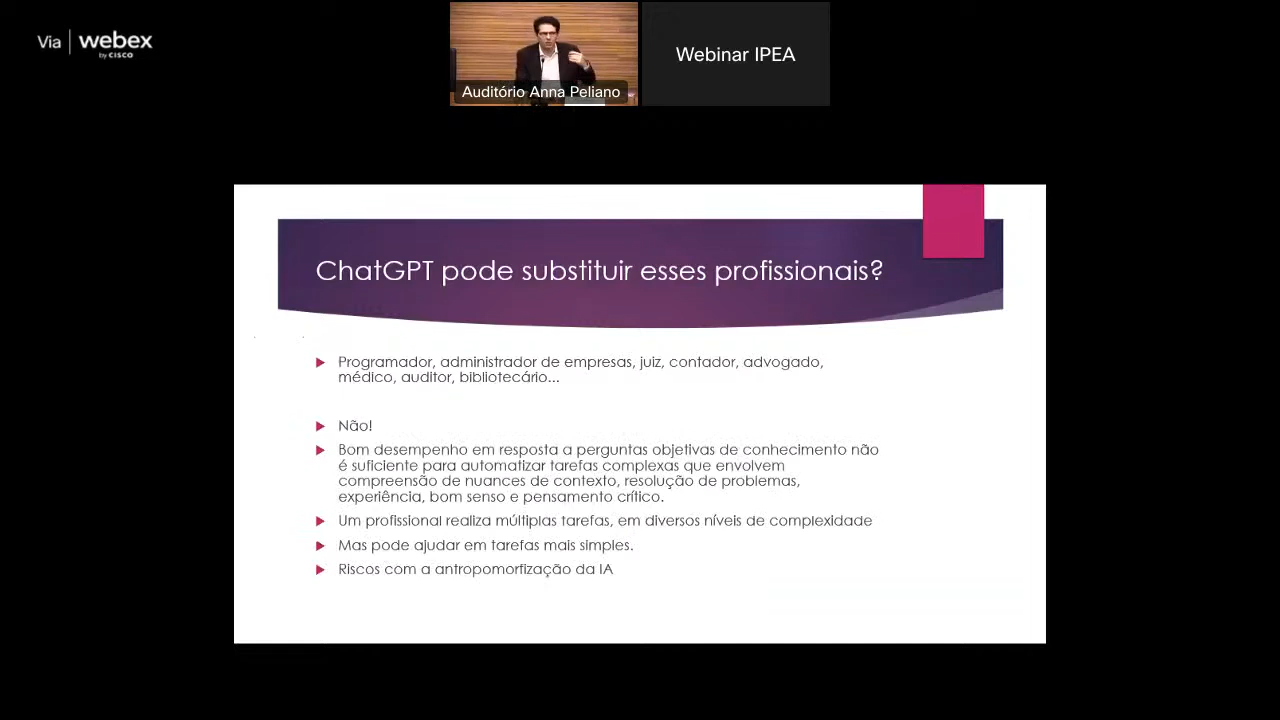 Via | webex
by CISCO
Auditório Anna Peliano
Webinar IPEA
ChatGPT pode substituir esses profissionais?
Programador, administrador de empresas, juiz, contador, advogado,
médico, auditor, bibliotecário...
Não!
Bom desempenho em resposta a perguntas objetivas de conhecimento não
é suficiente para automatizar tarefas complexas que envolvem
compreensão de nuances de contexto, resolução de problemas,
experiência, bom senso e pensamento crítico.
Um profissional realiza múltiplas tarefas, em diversos níveis de complexidade
Mas pode ajudar em tarefas mais simples.
Riscos com a antropomorfização da IA